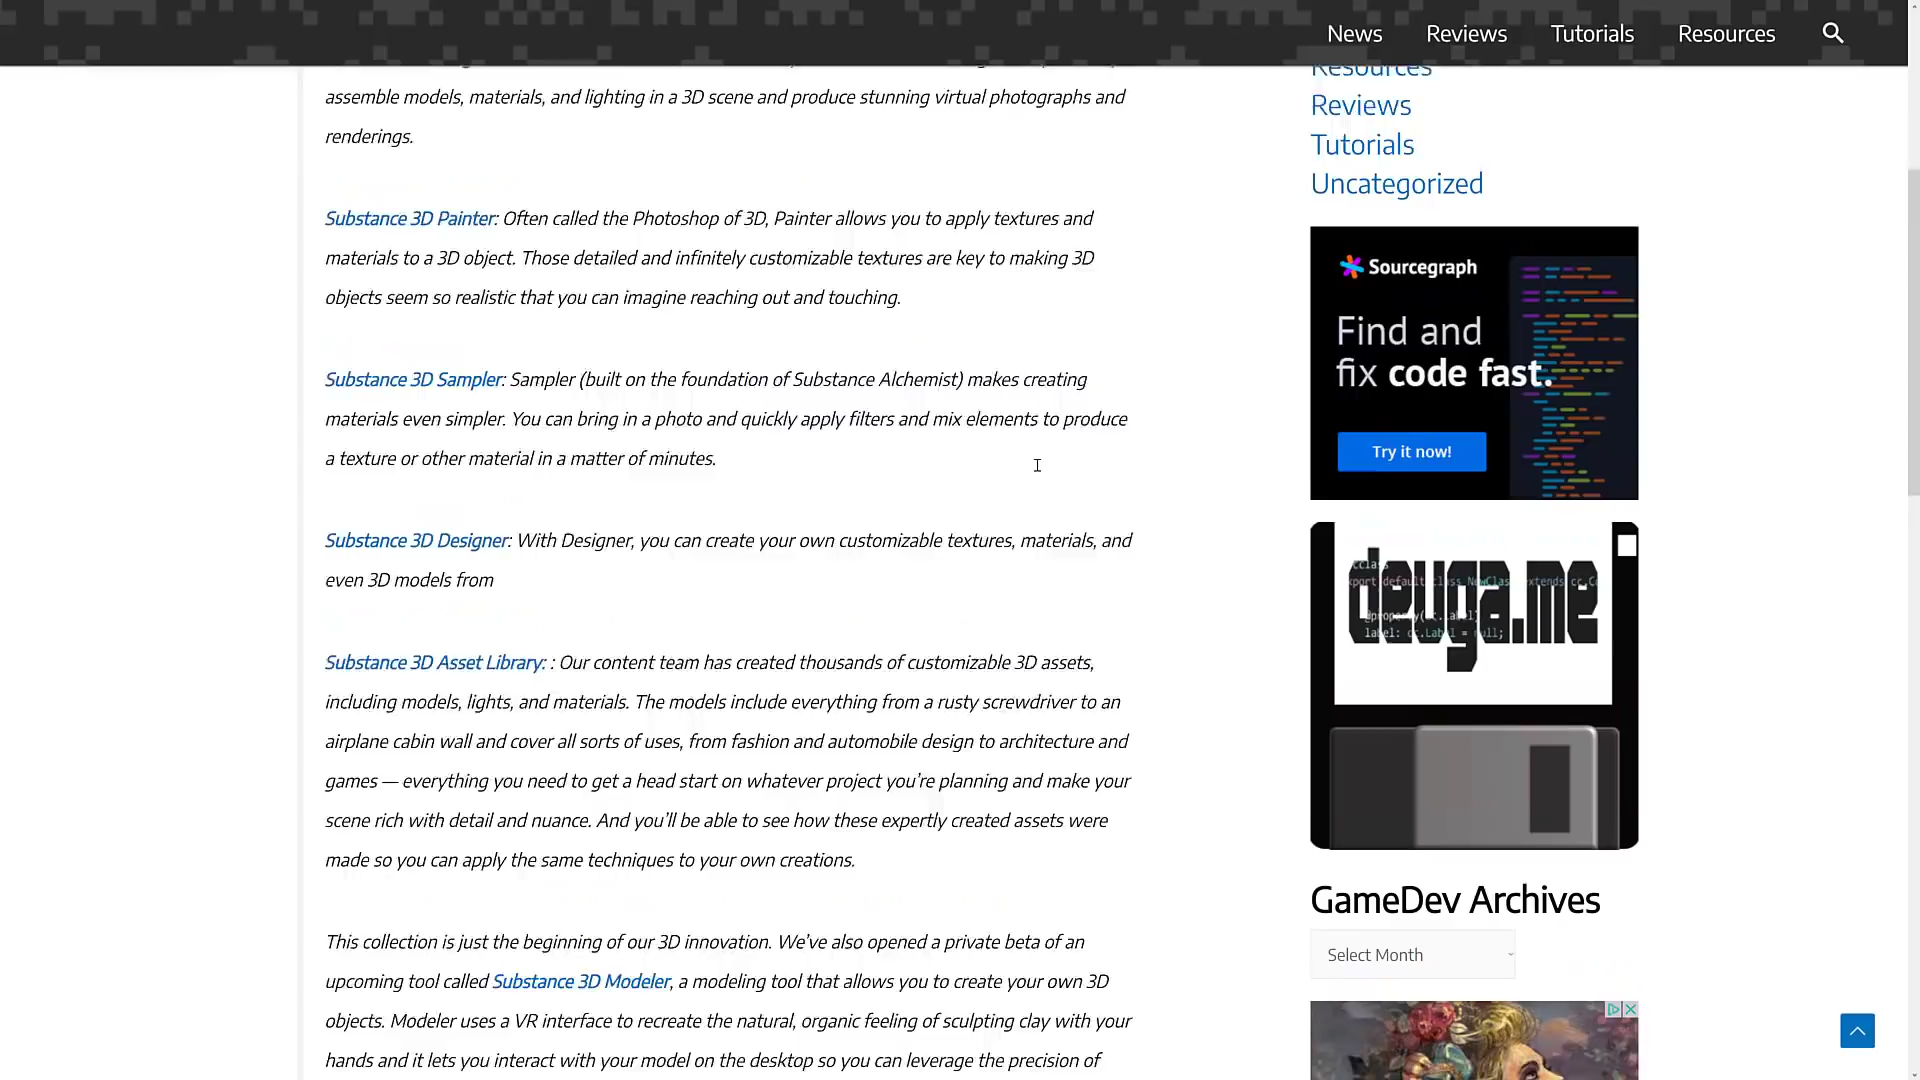 News
Reviews
Tutorials
Resources
assemble models, materials, and lighting in a 3D scene and produce stunning virtual photographs and
renderings.
Substance 3D Painter: Often called the Photoshop of 3D, Painter allows you to apply textures and
materials to a 3D object. Those detailed and infinitely customizable textures are key to making 3D
objects seem so realistic that you can imagine reaching out and touching.
Substance 3D Sampler: Sampler (built on the foundation of Substance Alchemist) makes creating
materials even simpler. You can bring in a photo and quickly apply filters and mix elements to produce
a texture or other material in a matter of minutes.
Substance 3D Designer: With Designer, you can create your own customizable textures, materials, and
even 3D models from
Substance 3D Asset Library: : Our content team has created thousands of customizable 3D assets,
including models, lights, and materials. The models include everything from a rusty screwdriver to an
airplane cabin wall and cover all sorts of uses, from fashion and automobile design to architecture and
games — everything you need to get a head start on whatever project you’re planning and make your
scene rich with detail and nuance. And you’ll be able to see how these expertly created assets were
made so you can apply the same techniques to your own creations.
This collection is just the beginning of our 3D innovation. We’ve also opened a private beta of an
upcoming tool called Substance 3D Modeler, a modeling tool that allows you to create your own 3D
objects. Modeler uses a VR interface to recreate the natural, organic feeling of sculpting clay with your
hands and it lets you interact with your model on the desktop so you can leverage the precision of
Resources
Reviews
Tutorials
Uncategorized
Sourcegraph
Find and
fix code fast.
Try it now!
devga.me
GameDev Archives
Select Month